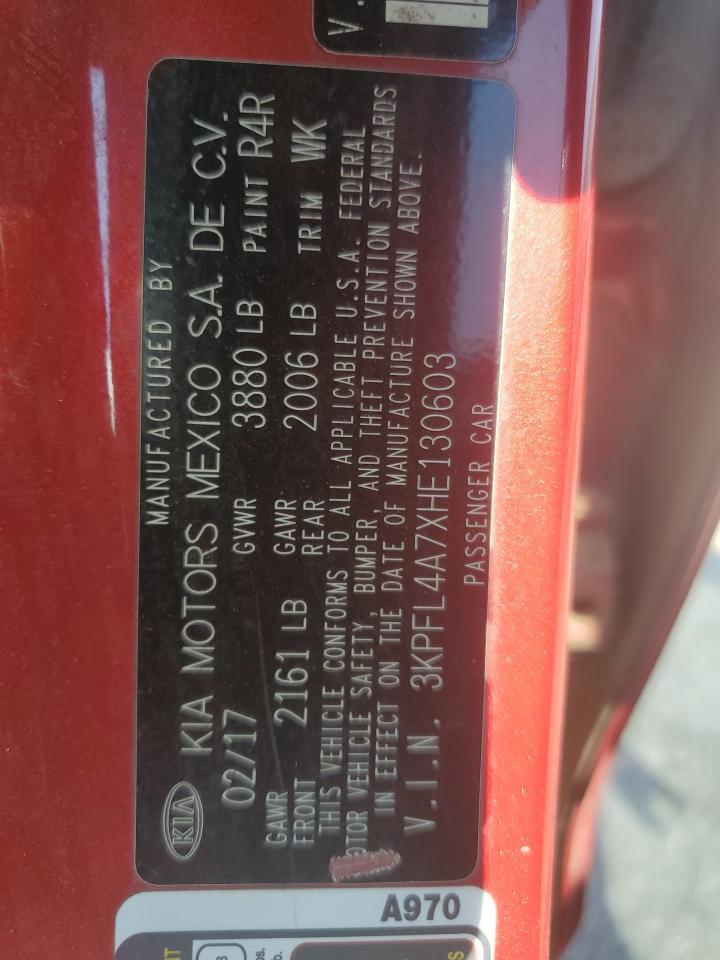 V.
MANUFACTURED BY
KIA KIA MOTORS MEXICO S.A. DE C.V.
02/17 GVWR 3880 LB PAINT R4R
GAWR FRONT 2161 LB GAWR REAR 2006 LB TRIM WK
THIS VEHICLE CONFORMS TO ALL APPLICABLE U.S.A. FEDERAL
OTOR VEHICLE SAFETY, BUMPER, AND THEFT PREVENTION STANDARDS
IN EFFECT ON THE DATE OF MANUFACTURE SHOWN ABOVE.
V.I.N. 3KPFL4A7XHE130603
PASSENGER CAR
A970